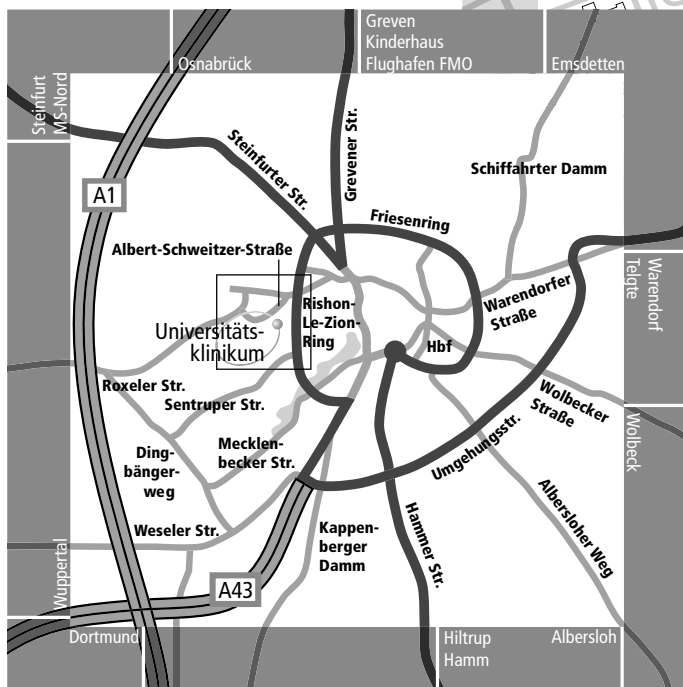 Greven
Kinderhaus
Flughafen FMO
Osnabrück
Emsdetten
Steinfurt
MS-Nord
Steinfurter Str.
Grevener Str.
Schiffahrter Damm
A1
Friesenring
Albert-Schweitzer-Straße
Warendorf
Telgte
Rishon-
Le-Zion-
Ring
Warendorfer
Straße
Universitäts-
klinikum
Hbf
Roxeler Str.
Sentruper Str.
Wolbecker
Straße
Wolbeck
Mecklen-
becker Str.
Umgehungsstr.
Ding-
bänger-
weg
Weseler Str.
Kappen-
berger
Damm
Hammer Str.
Albersloher Weg
Wuppertal
A43
Dortmund
Hiltrup
Hamm
Albersloh